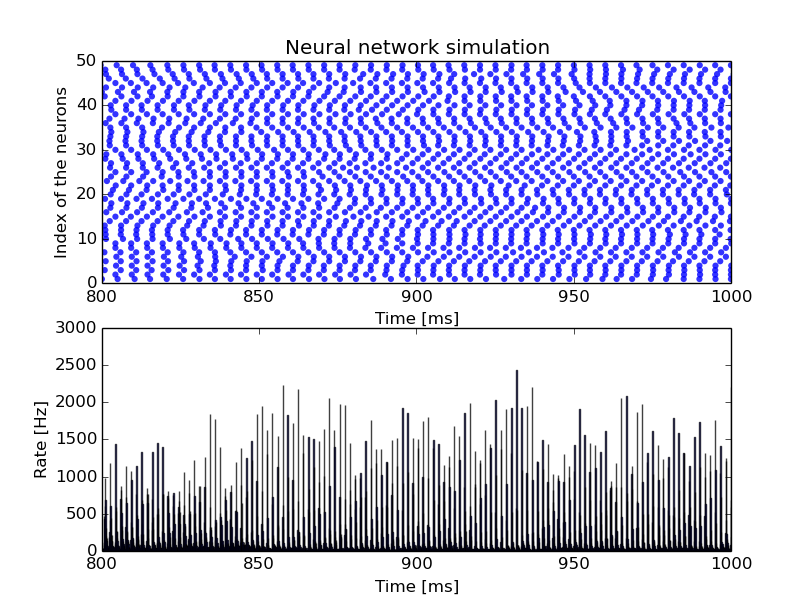 Neural network simulation
50
40
30
20
10
0
Index of the neurons
800 850 900 950 1000
Time [ms]
3000
2500
2000
1500
1000
500
0
Rate [Hz]
800 850 900 950 1000
Time [ms]